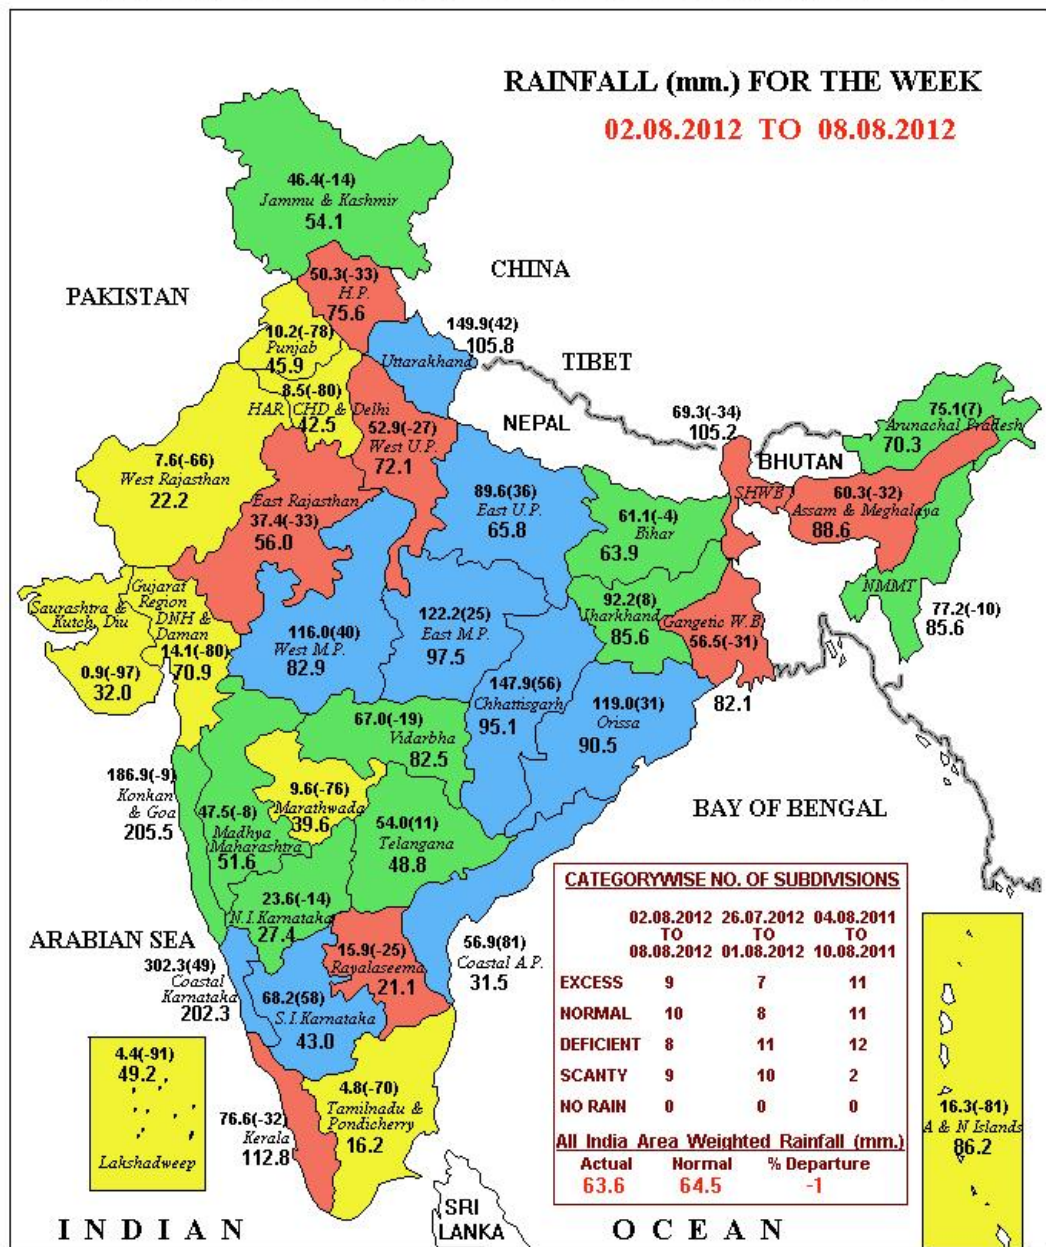 RAINFALL (mm.) FOR THE WEEK
02.08.2012 TO 08.08.2012
46.4(-14)
Jammu & Kashmir
54.1
CHINA
50.3(-33)
H.P.
75.6
PAKISTAN
10.2(-78)
Punjab
45.9
149.9(42)
105.8
Uttarakhand
TIBET
8.5(-80)
HAR. CHD & Delhi
42.5
NEPAL
52.9(-27)
West U.P.
72.1
69.3(-34)
105.2
SHWB
BHUTAN
75.1(7)
Arunachal Pradesh
70.3
7.6(-66)
West Rajasthan
22.2
East Rajasthan
37.4(-33)
56.0
89.6(36)
East U.P.
65.8
61.1(-4)
Bihar
63.9
60.3(-32)
Assam & Meghalaya
88.6
NMMT
77.2(-10)
85.6
Saurashtra &
Kutch, Diu
0.9(-97)
32.0
Gujarat
Region
DNH &
Daman
14.1(-80)
70.9
116.0(40)
West M.P.
82.9
122.2(25)
East M.P.
97.5
92.2(8)
Jharkhand
85.6
Gangetic W.B.
56.5(-31)
82.1
147.9(56)
Chhattisgarh
95.1
119.0(31)
Orissa
90.5
67.0(-19)
Vidarbha
82.5
186.9(-9)
Konkan
& Goa
205.5
47.5(-8)
Madhya
Maharashtra
51.6
9.6(-76)
Marathwada
39.6
54.0(11)
Telangana
48.8
BAY OF BENGAL
23.6(-14)
N.I.Karnataka
27.4
ARABIAN SEA
302.3(49)
Coastal
Karnataka
202.3
15.9(-25)
Rayalaseema
21.1
56.9(81)
Coastal A.P.
31.5
68.2(58)
S.I.Karnataka
43.0
4.4(-91)
49.2
Lakshadweep
76.6(-32)
Kerala
112.8
4.8(-70)
Tamilnadu &
Pondicherry
16.2
CATEGORYWISE NO. OF SUBDIVISIONS
02.08.2012 26.07.2012 04.08.2011
TO TO TO
08.08.2012 01.08.2012 10.08.2011
EXCESS 9 7 11
NORMAL 10 8 11
DEFICIENT 8 11 12
SCANTY 9 10 2
NO RAIN 0 0 0
All India Area Weighted Rainfall (mm.)
Actual Normal % Departure
63.6 64.5 -1
16.3(-81)
A & N Islands
86.2
SRI
LANKA
INDIAN OCEAN